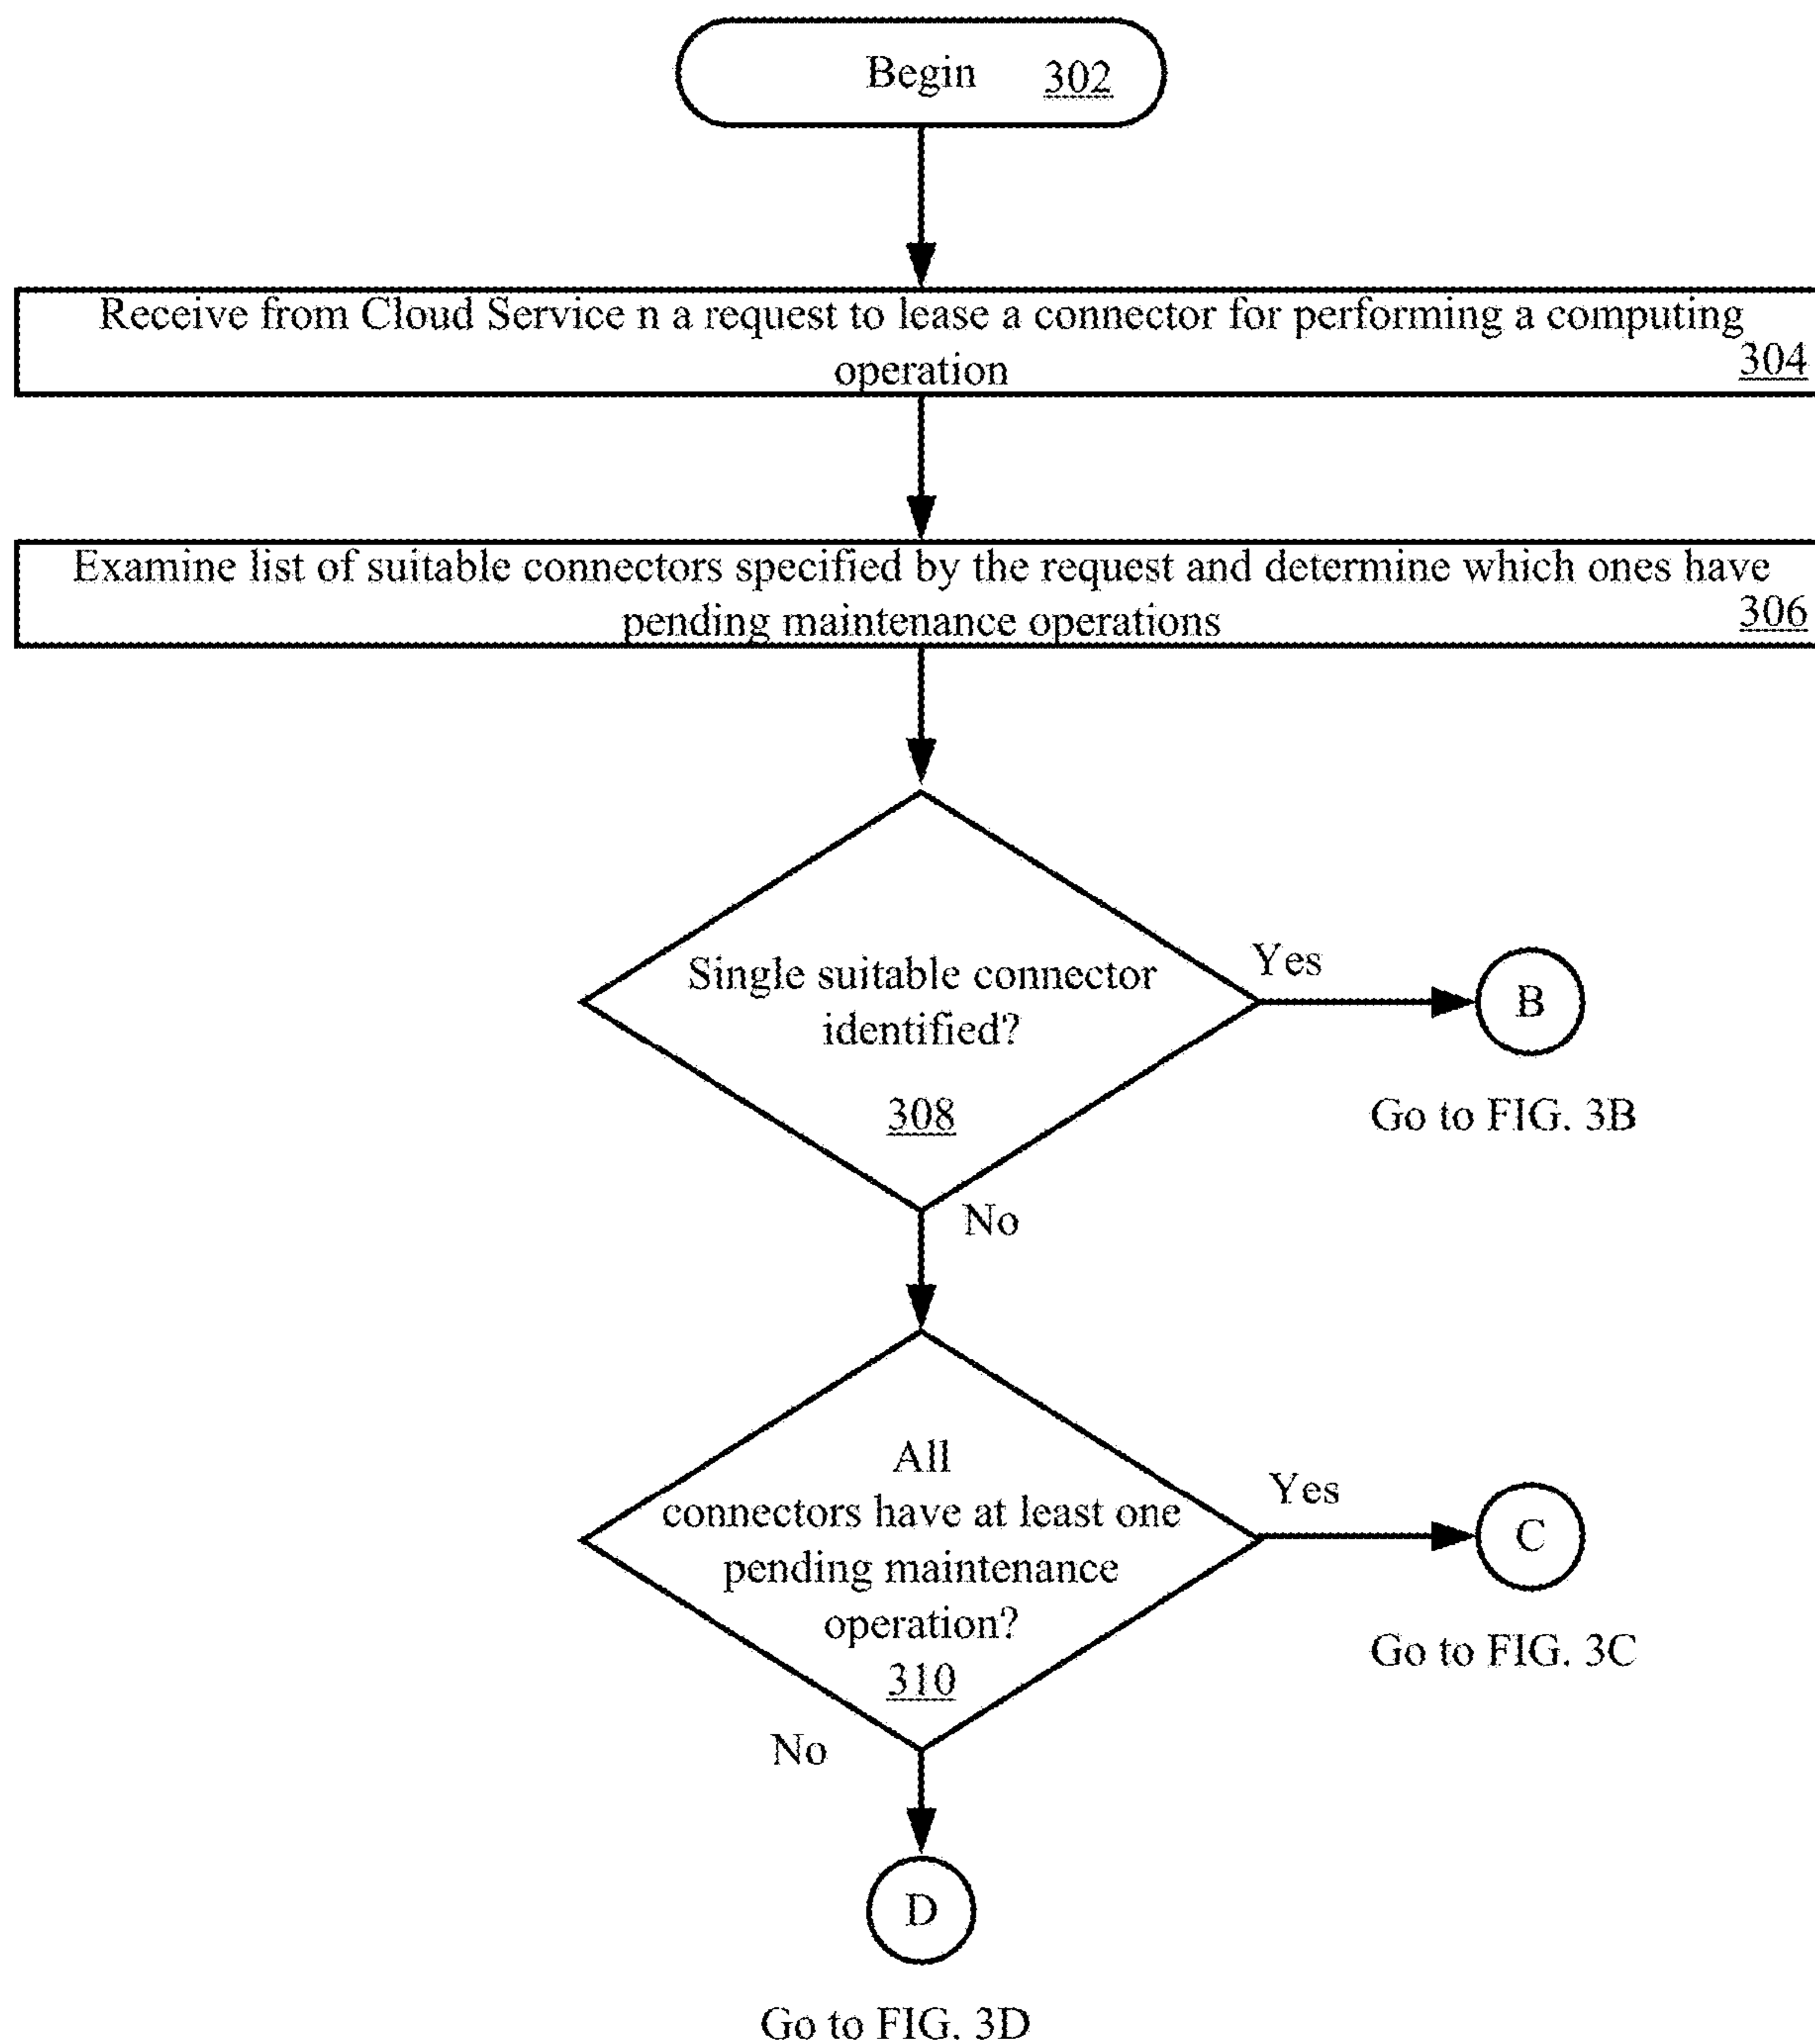 Begin 302
Receive from Cloud Service n a request to lease a connector for performing a computing
operation
304
Examine list of suitable connectors specified by the request and determine which ones have
pending maintenance operations
306
Single suitable connector
identified?
308
Yes
B
Go to FIG. 3B
No
All
connectors have at least one
pending maintenance
operation?
310
Yes
C
Go to FIG. 3C
No
D
Go to FIG. 3D